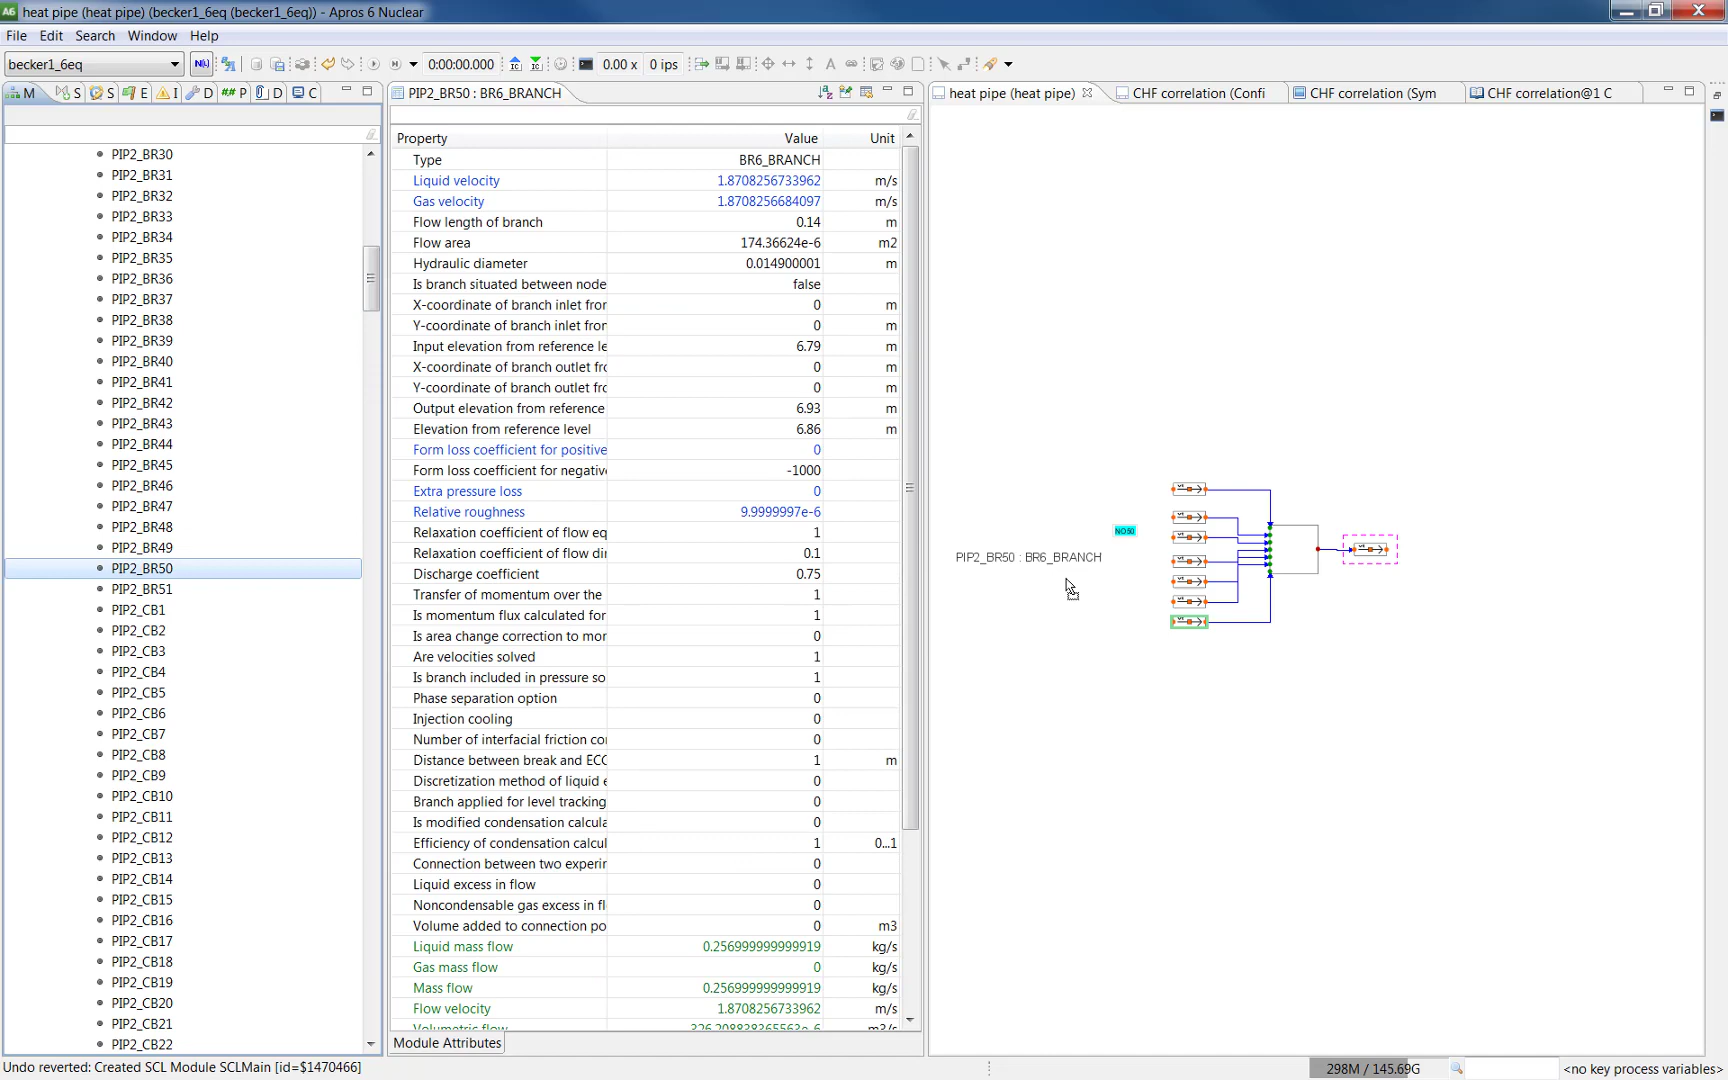 heat pipe (heat pipe) (becker1_6eq (becker1_6eq)) - Apros 6 Nuclear
File Edit Search Window Help
becker1_6eq
0:00:00.000
0.00 x 0 ips
M S S E I D P D C
PIP2_BR30
PIP2_BR31
PIP2_BR32
PIP2_BR33
PIP2_BR34
PIP2_BR35
PIP2_BR36
PIP2_BR37
PIP2_BR38
PIP2_BR39
PIP2_BR40
PIP2_BR41
PIP2_BR42
PIP2_BR43
PIP2_BR44
PIP2_BR45
PIP2_BR46
PIP2_BR47
PIP2_BR48
PIP2_BR49
PIP2_BR50
PIP2_BR51
PIP2_CB1
PIP2_CB2
PIP2_CB3
PIP2_CB4
PIP2_CB5
PIP2_CB6
PIP2_CB7
PIP2_CB8
PIP2_CB9
PIP2_CB10
PIP2_CB11
PIP2_CB12
PIP2_CB13
PIP2_CB14
PIP2_CB15
PIP2_CB16
PIP2_CB17
PIP2_CB18
PIP2_CB19
PIP2_CB20
PIP2_CB21
PIP2_CB22
PIP2_BR50 : BR6_BRANCH
Property Value Unit
Type BR6_BRANCH
Liquid velocity 1.8708256733962 m/s
Gas velocity 1.8708256684097 m/s
Flow length of branch 0.14 m
Flow area 174.36624e-6 m2
Hydraulic diameter 0.014900001 m
Is branch situated between node false
X-coordinate of branch inlet fror 0 m
Y-coordinate of branch inlet fror 0 m
Input elevation from reference le 6.79 m
X-coordinate of branch outlet frc 0 m
Y-coordinate of branch outlet frc 0 m
Output elevation from reference 6.93 m
Elevation from reference level 6.86 m
Form loss coefficient for positive 0
Form loss coefficient for negative -1000
Extra pressure loss 0
Relative roughness 9.9999997e-6
Relaxation coefficient of flow eq 1
Relaxation coefficient of flow dir 0.1
Discharge coefficient 0.75
Transfer of momentum over the 1
Is momentum flux calculated for 1
Is area change correction to mor 0
Are velocities solved 1
Is branch included in pressure so 1
Phase separation option 0
Injection cooling 0
Number of interfacial friction cor 0
Distance between break and ECC 1 m
Discretization method of liquid e 0
Branch applied for level tracking 0
Is modified condensation calcula 0
Efficiency of condensation calcul 1 0...1
Connection between two experir 0
Liquid excess in flow 0
Noncondensable gas excess in fl 0
Volume added to connection po 0 m3
Liquid mass flow 0.256999999999919 kg/s
Gas mass flow 0 kg/s
Mass flow 0.256999999999919 kg/s
Flow velocity 1.8708256733962 m/s
Volumetric flow 326.208838365563e-6 m3/s
Module Attributes
heat pipe (heat pipe)
CHF correlation (Confi
CHF correlation (Sym
CHF correlation@1 C
NO50
PIP2_BR50 : BR6_BRANCH
Undo reverted: Created SCL Module SCLMain [id=$1470466]
298M / 145.69G
<no key process variables>